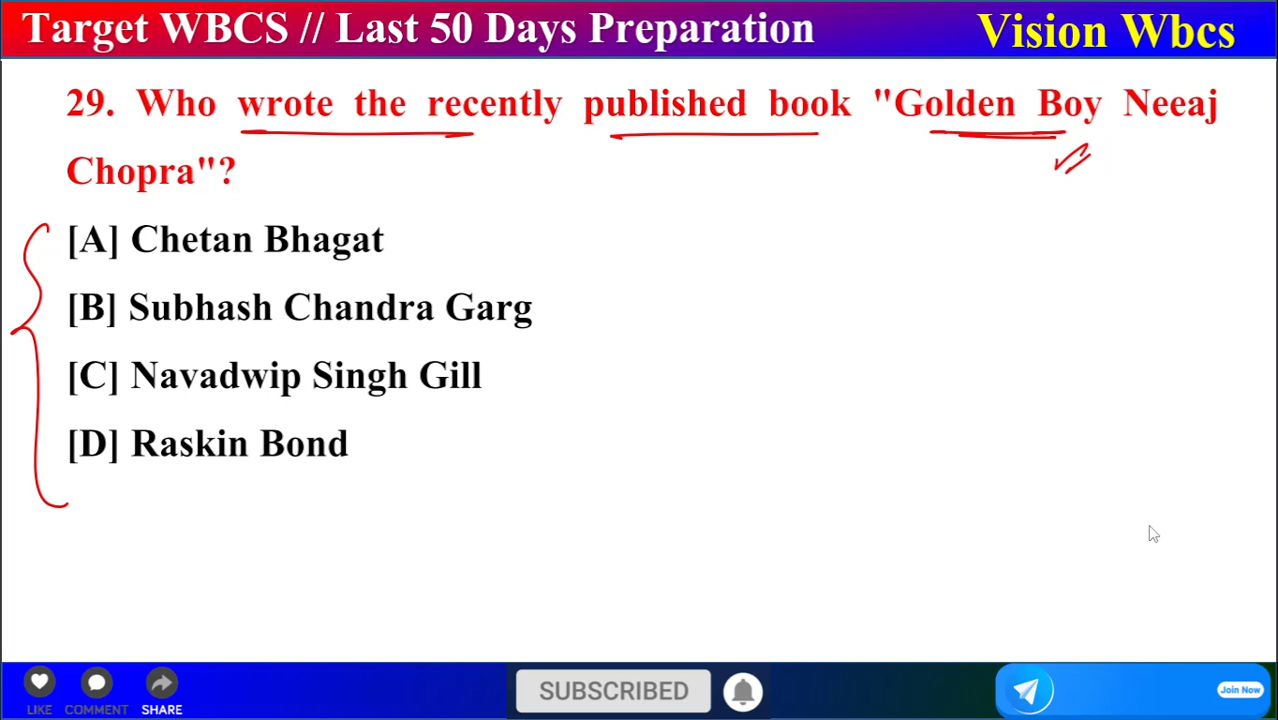 Target WBCS // Last 50 Days Preparation
Vision Wbcs
29. Who wrote the recently published book "Golden Boy Neeaj
Chopra"?
[A] Chetan Bhagat
[B] Subhash Chandra Garg
[C] Navadwip Singh Gill
[D] Raskin Bond
LIKE COMMENT SHARE
SUBSCRIBED
Join Now